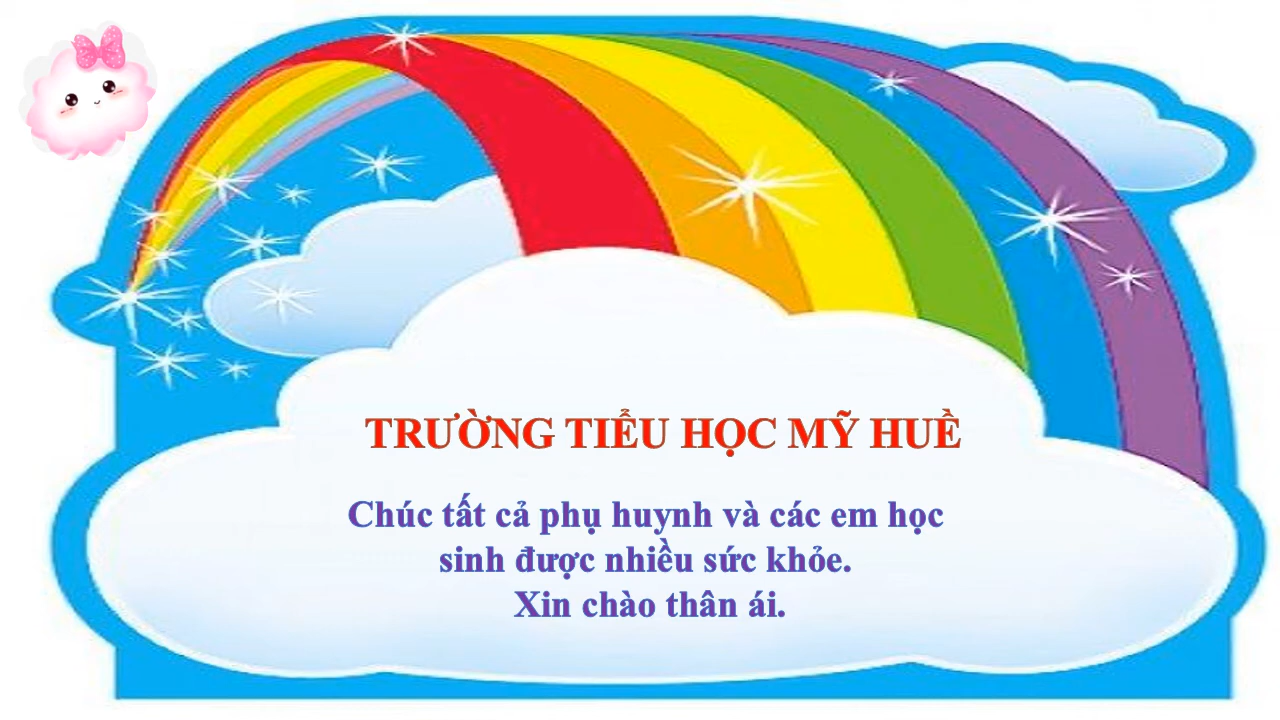 TRƯỜNG TIỂU HỌC MỸ HUỀ
Chúc tất cả phụ huynh và các em học
sinh được nhiều sức khỏe.
Xin chào thân ái.